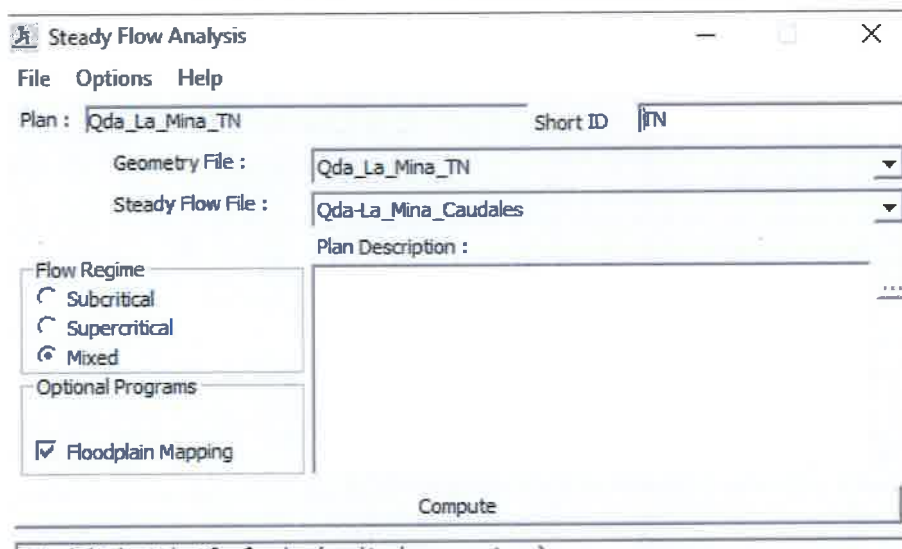 Steady Flow Analysis
File Options Help
Plan : Qda_La_Mina_TN Short ID TN
Geometry File : Qda_La_Mina_TN
Steady Flow File : Qda-La_Mina_Caudales
Plan Description :
Flow Regime
Subcritical
Supercritical
Mixed
Optional Programs
Floodplain Mapping
...
Compute